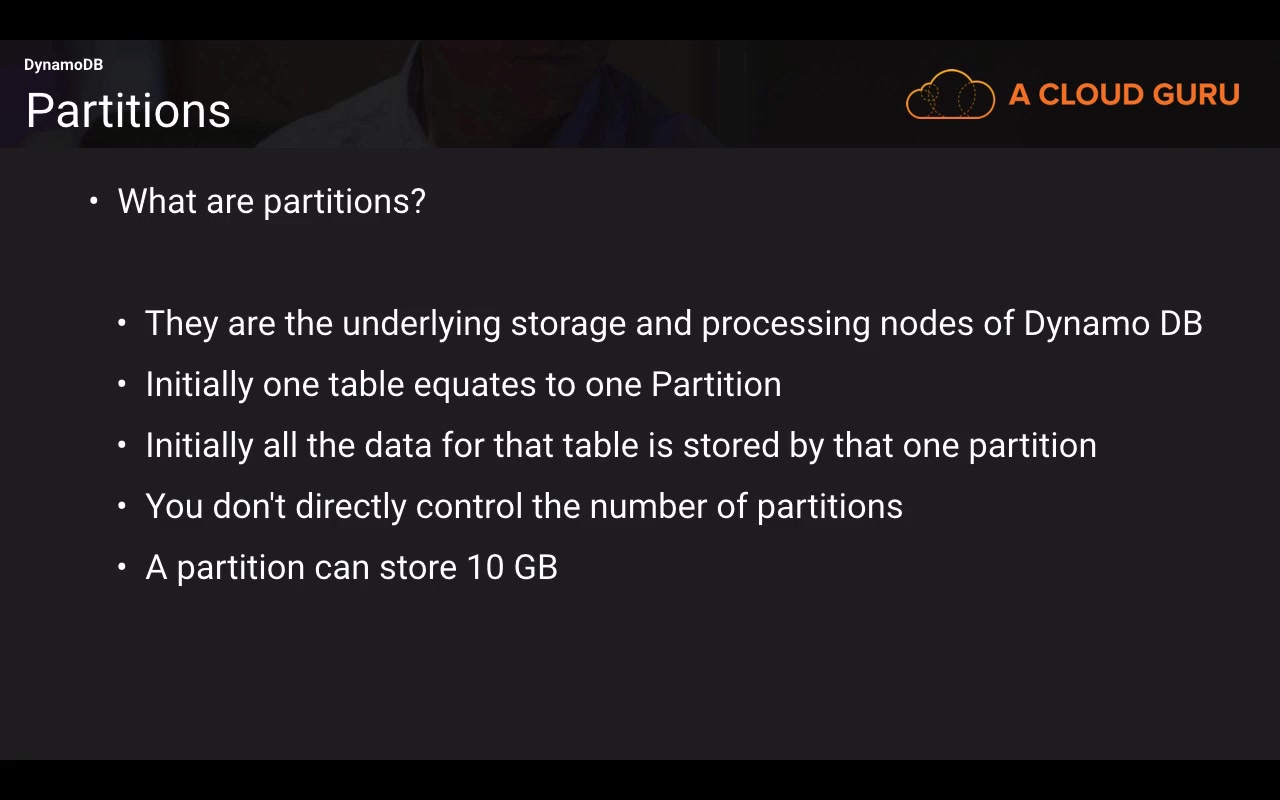 DynamoDB
Partitions
A CLOUD GURU
• What are partitions?
• They are the underlying storage and processing nodes of Dynamo DB
• Initially one table equates to one Partition
• Initially all the data for that table is stored by that one partition
• You don't directly control the number of partitions
• A partition can store 10 GB